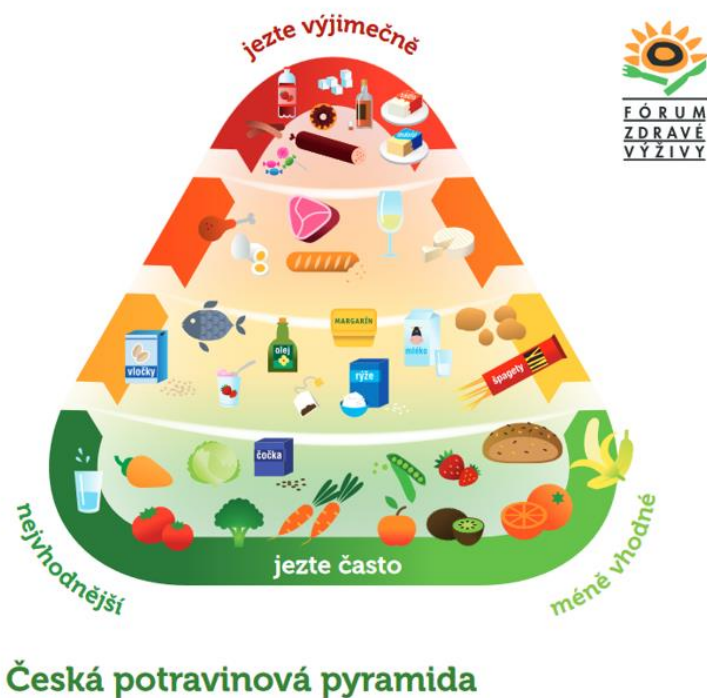 jezte výjimečně
FÓRUM
ZDRAVÉ
VÝŽIVY
MARGARÍN
olej
mléko
vločky
rýže
špagety
čočka
nejvhodnější
jezte často
méně vhodné
Česká potravinová pyramida